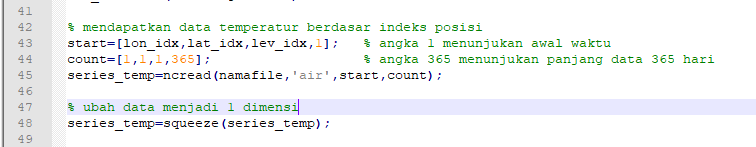 41
42 % mendapatkan data temperatur berdasar indeks posisi
43 start=[lon_idx,lat_idx,lev_idx,1]; % angka 1 menunjukan awal waktu
44 count=[1,1,1,365]; % angka 365 menunjukan panjang data 365 hari
45 series_temp=ncread(namafile,'air',start,count);
46
47 % ubah data menjadi 1 dimensi
48 series_temp=squeeze(series_temp);
49